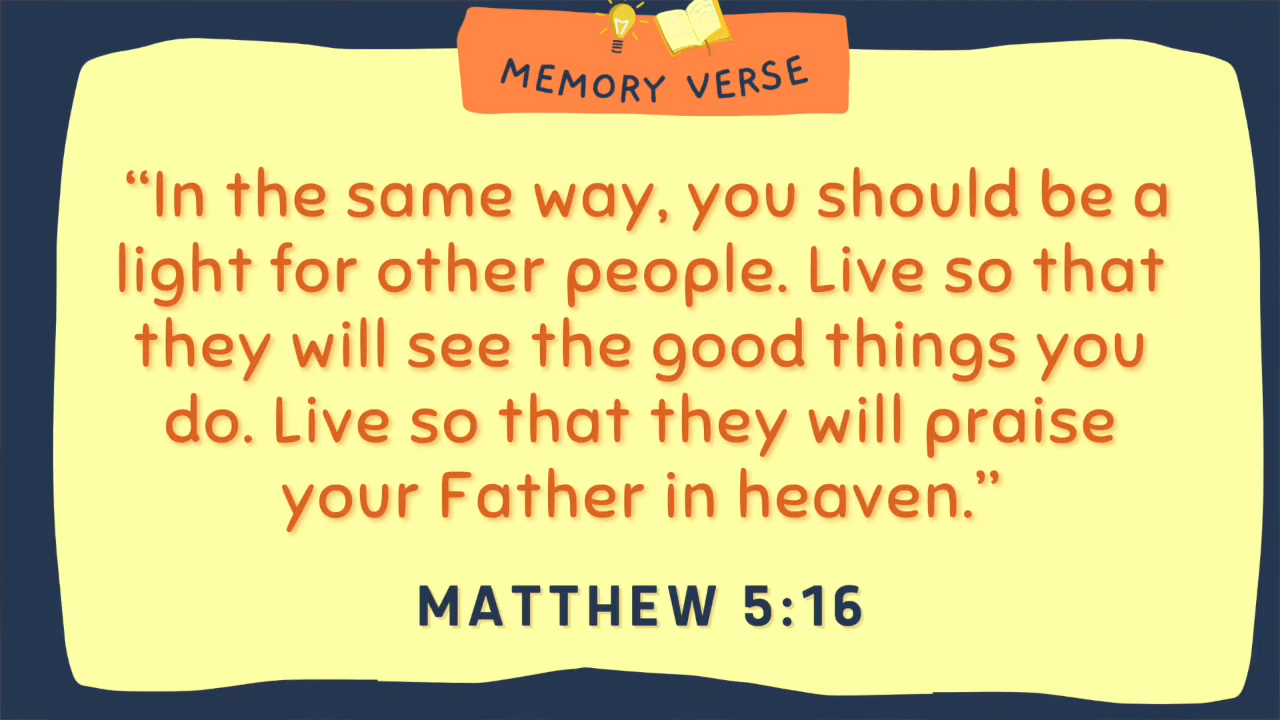 MEMORY VERSE
“In the same way, you should be a
light for other people. Live so that
they will see the good things you
do. Live so that they will praise
your Father in heaven.”
MATTHEW 5:16